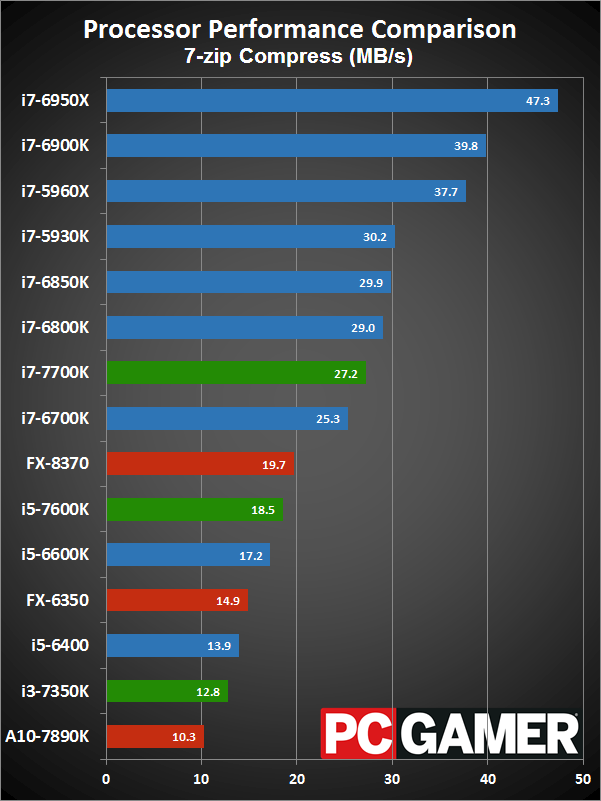 Processor Performance Comparison
7-zip Compress (MB/s)
i7-6950X 47.3
i7-6900K 39.8
i7-5960X 37.7
i7-5930K 30.2
i7-6850K 29.9
i7-6800K 29.0
i7-7700K 27.2
i7-6700K 25.3
FX-8370 19.7
i5-7600K 18.5
i5-6600K 17.2
FX-6350 14.9
i5-6400 13.9
i3-7350K 12.8
A10-7890K 10.3
PC GAMER
0 10 20 30 40 50